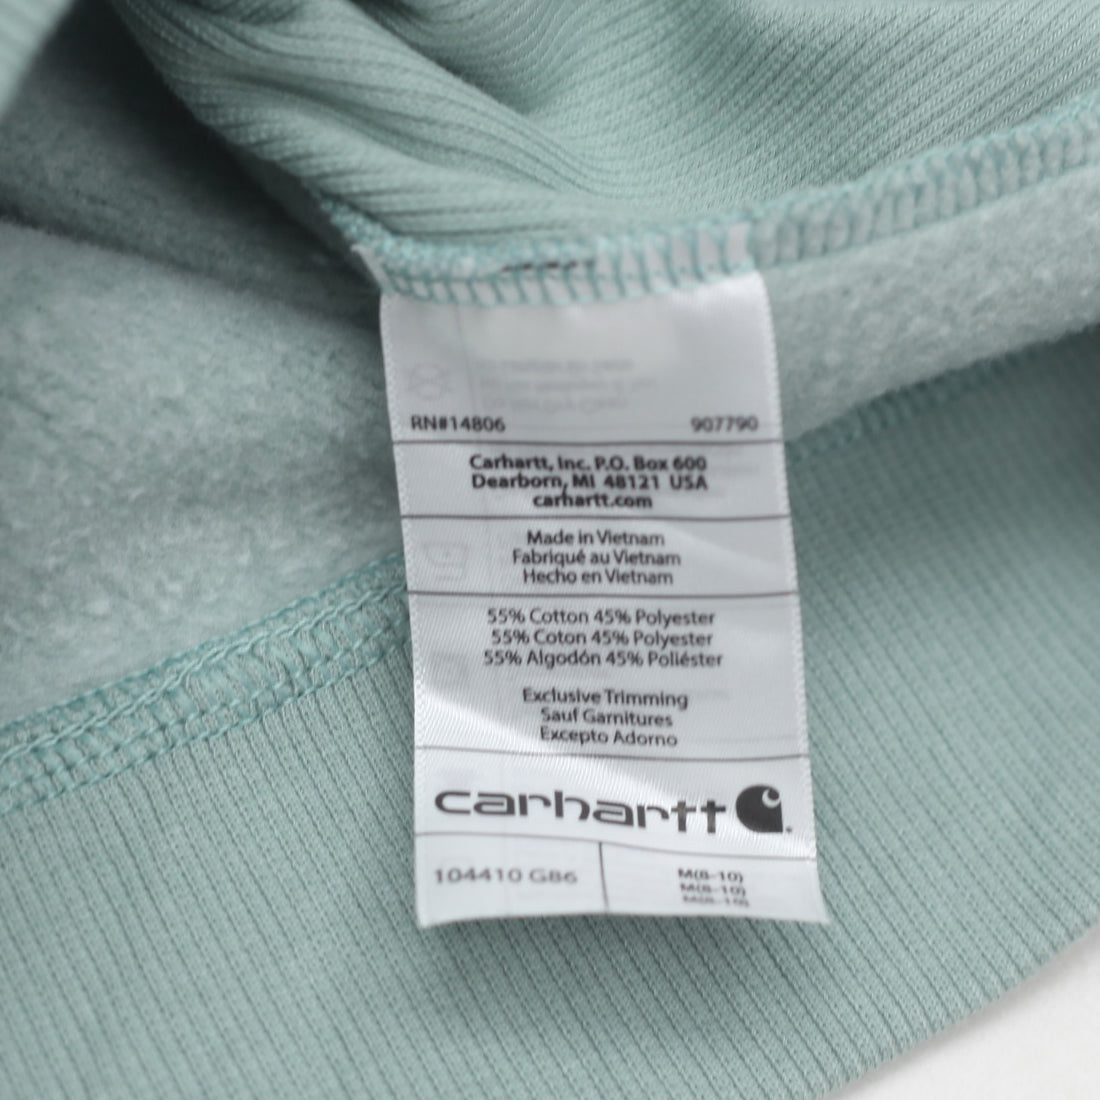 RN#14806 907790
Carhartt, Inc. P.O. Box 600
Dearborn, MI 48121 USA
carhartt.com
Made in Vietnam
Fabriqué au Vietnam
Hecho en Vietnam
55% Cotton 45% Polyester
55% Coton 45% Polyester
55% Algodón 45% Poliéster
Exclusive Trimming
Sauf Garnitures
Excepto Adorno
carhartt
104410 G86 M(8-10)
M(8-10)
M(8-10)